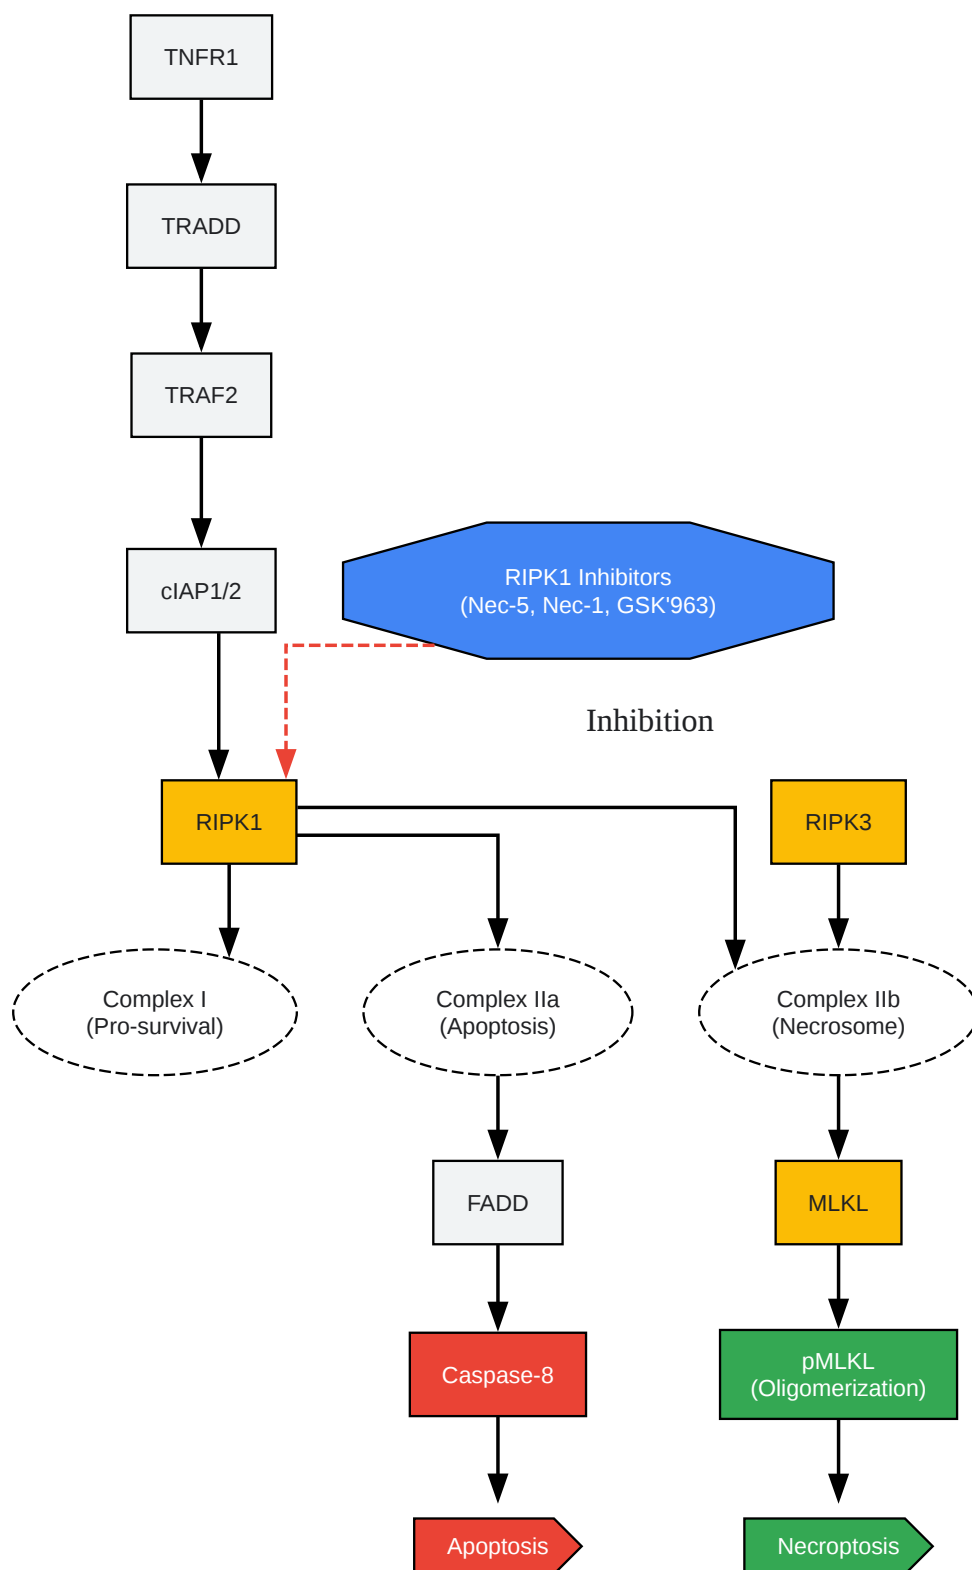 TNFR1
TRADD
TRAF2
cIAP1/2
RIPK1 Inhibitors
(Nec-5, Nec-1, GSK'963)
Inhibition
RIPK1
RIPK3
Complex I
(Pro-survival)
Complex IIa
(Apoptosis)
Complex IIb
(Necrosome)
FADD
MLKL
Caspase-8
pMLKL
(Oligomerization)
Apoptosis
Necroptosis